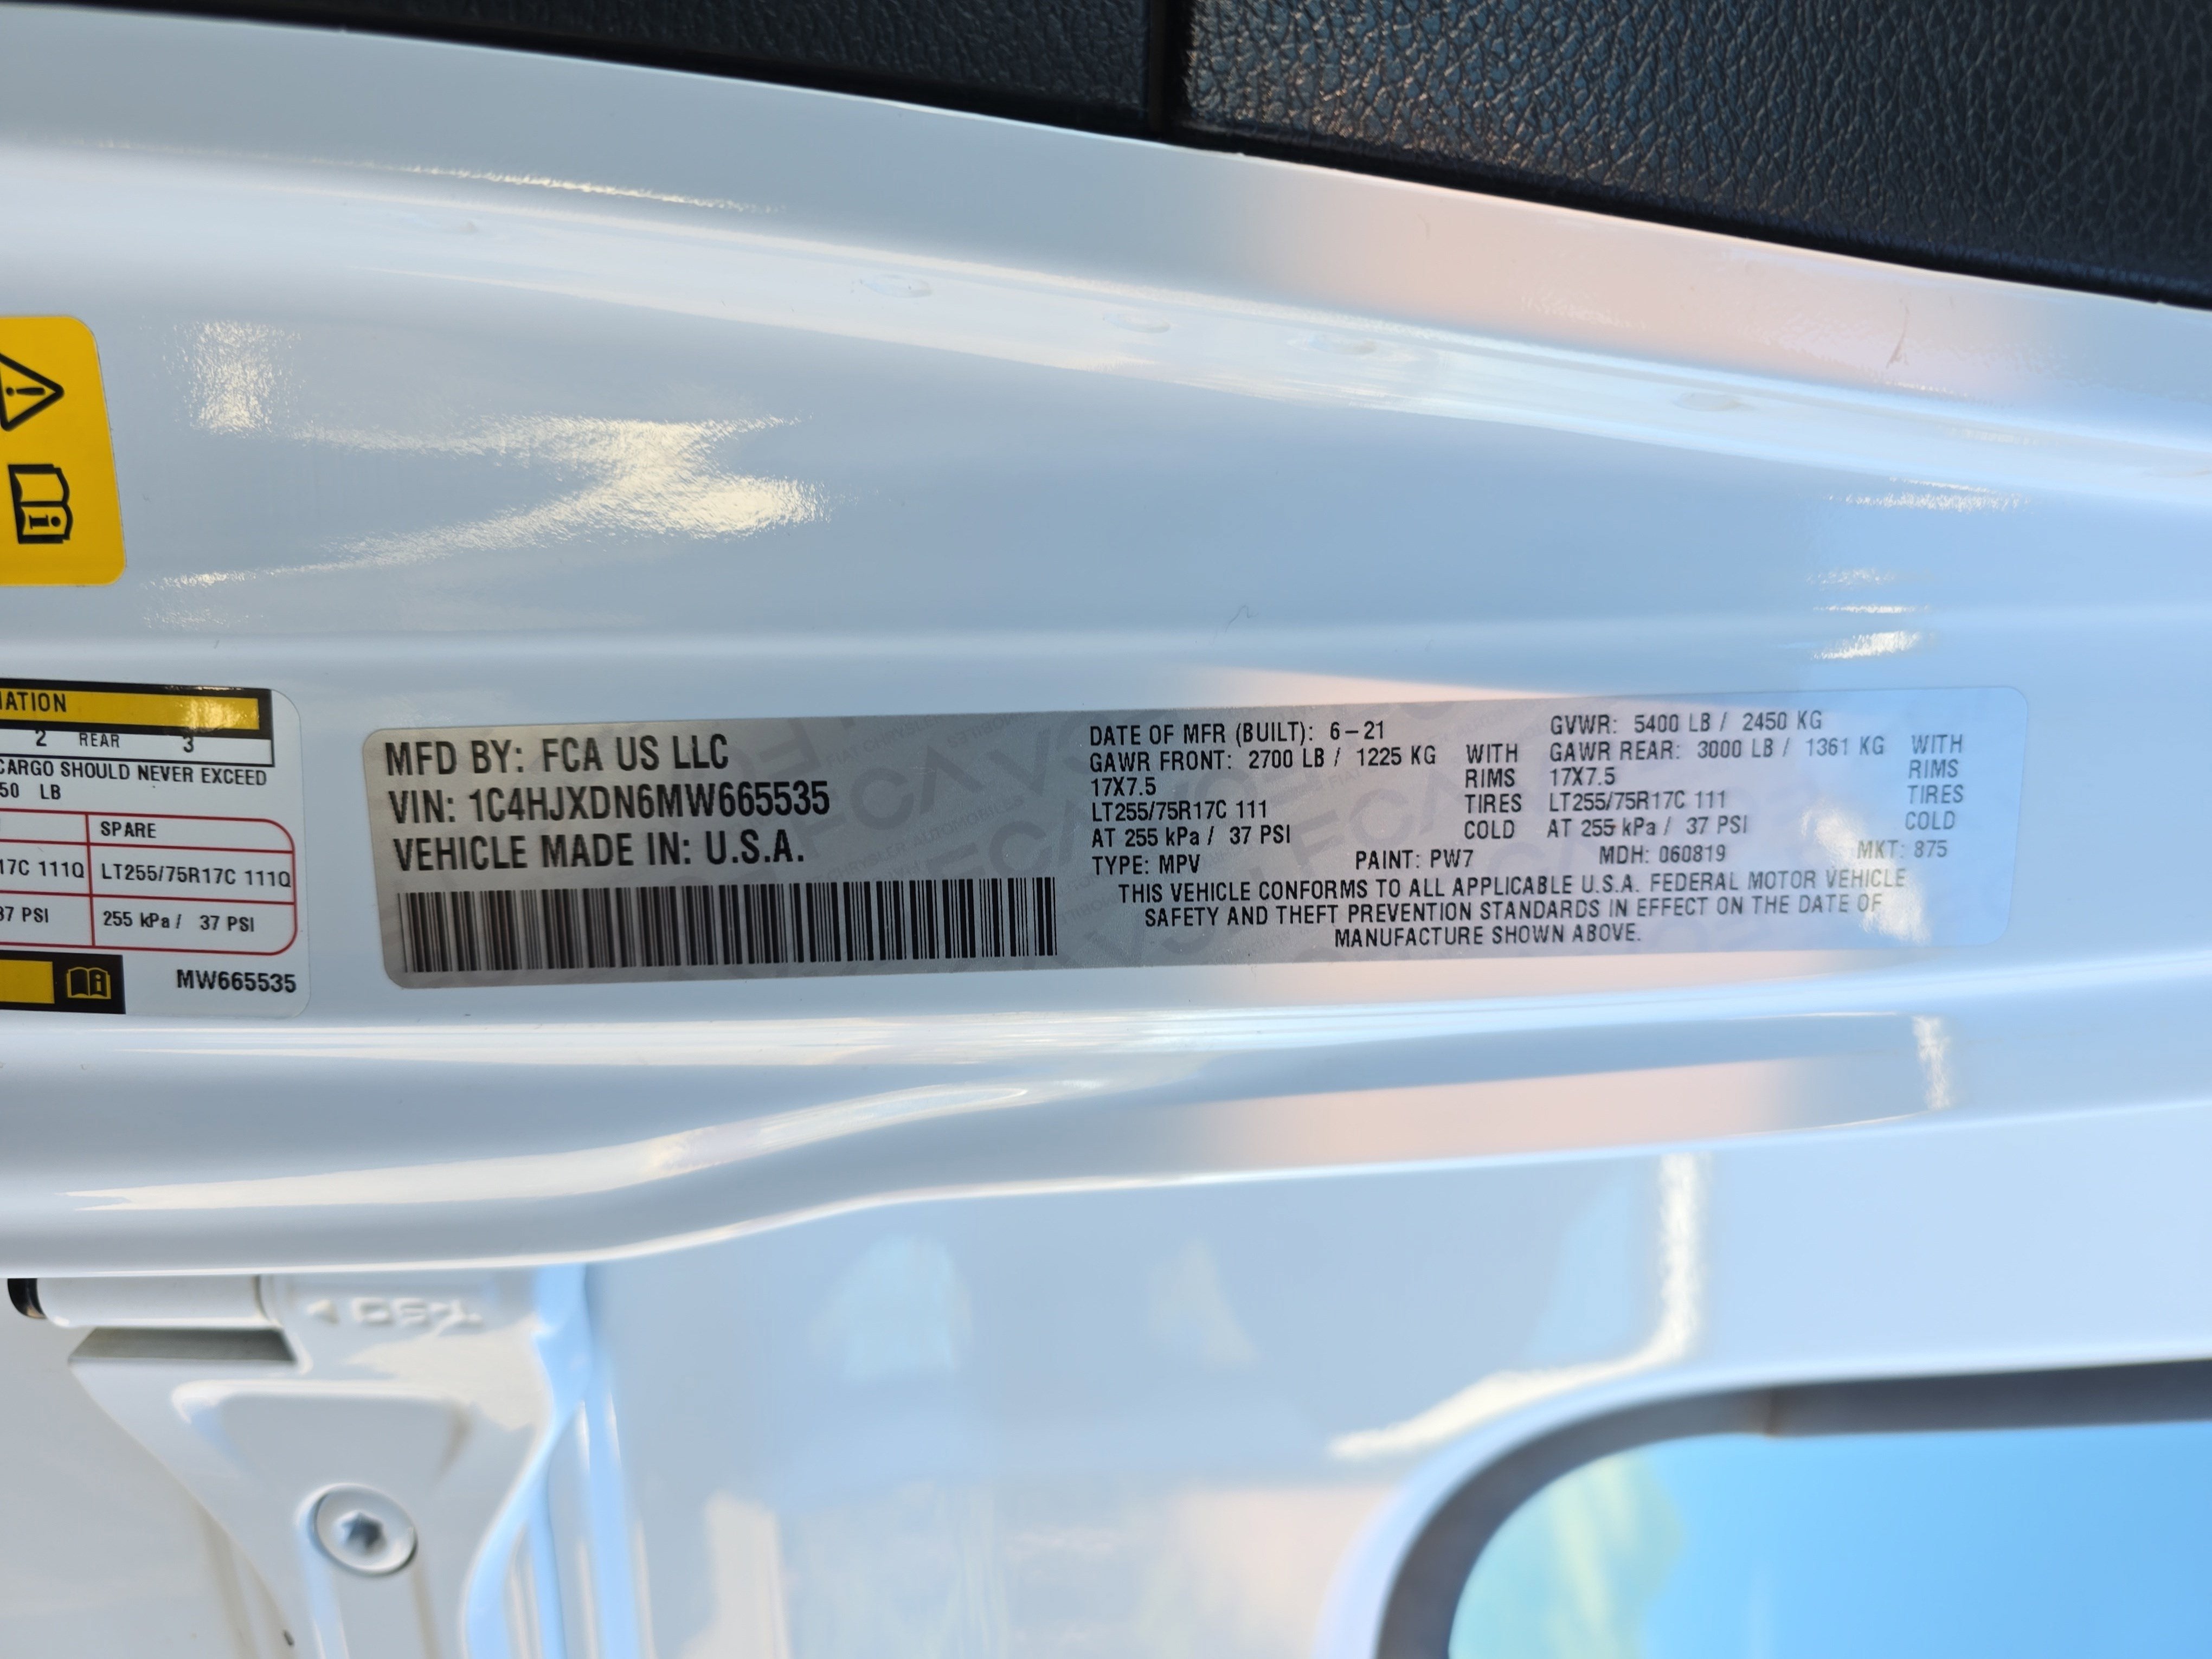 MATION
2 REAR 3
CARGO SHOULD NEVER EXCEED
50 LB
SPARE
17C 111Q LT255/75R17C 111Q
37 PSI 255 kPa / 37 PSI
MW665535
MFD BY: FCA US LLC
VIN: 1C4HJXDN6MW665535
VEHICLE MADE IN: U.S.A.
DATE OF MFR (BUILT): 6-21 GVWR: 5400 LB / 2450 KG
GAWR FRONT: 2700 LB / 1225 KG WITH GAWR REAR: 3000 LB / 1361 KG WITH
17X7.5 RIMS 17X7.5 RIMS
LT255/75R17C 111 TIRES LT255/75R17C 111 TIRES
AT 255 kPa / 37 PSI COLD AT 255 kPa / 37 PSI COLD
TYPE: MPV PAINT: PW7 MDH: 060819 MKT: 875
THIS VEHICLE CONFORMS TO ALL APPLICABLE U.S.A. FEDERAL MOTOR VEHICLE
SAFETY AND THEFT PREVENTION STANDARDS IN EFFECT ON THE DATE OF
MANUFACTURE SHOWN ABOVE.